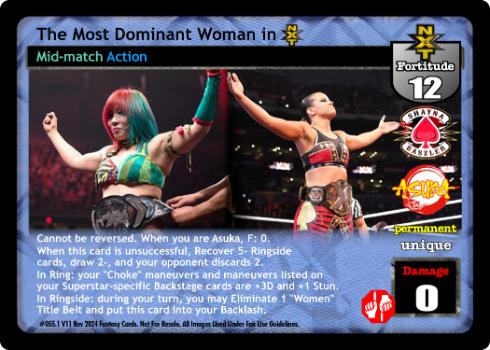 The Most Dominant Woman in NXT
Mid-match Action
NXT
Fortitude
12
SHAYNA
BASZLER
ASUKA
permanent
unique
Cannot be reversed. When you are Asuka, F: 0.
When this card is unsuccessful, Recover 5- Ringside
cards, draw 2-, and your opponent discards 2.
In Ring: your "Choke" maneuvers and maneuvers listed on
your Superstar-specific Backstage cards are +3D and +1 Stun.
In Ringside: during your turn, you may Eliminate 1 "Women"
Title Belt and put this card into your Backlash.
Damage
0
#055.1 V11 Rev 2024 Fantasy Cards. Not For Resale. All Images Used Under Fair Use Guidelines.